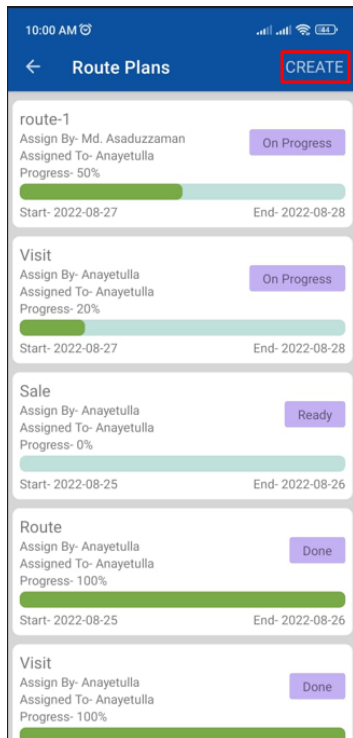 10:00 AM
44
Route Plans
CREATE
route-1
Assign By- Md. Asaduzzaman
On Progress
Assigned To- Anayetulla
Progress- 50%
Start- 2022-08-27 End- 2022-08-28
Visit
Assign By- Anayetulla
On Progress
Assigned To- Anayetulla
Progress- 20%
Start- 2022-08-27 End- 2022-08-28
Sale
Assign By- Anayetulla
Ready
Assigned To- Anayetulla
Progress- 0%
Start- 2022-08-25 End- 2022-08-26
Route
Assign By- Anayetulla
Done
Assigned To- Anayetulla
Progress- 100%
Start- 2022-08-25 End- 2022-08-26
Visit
Assign By- Anayetulla
Done
Assigned To- Anayetulla
Progress- 100%